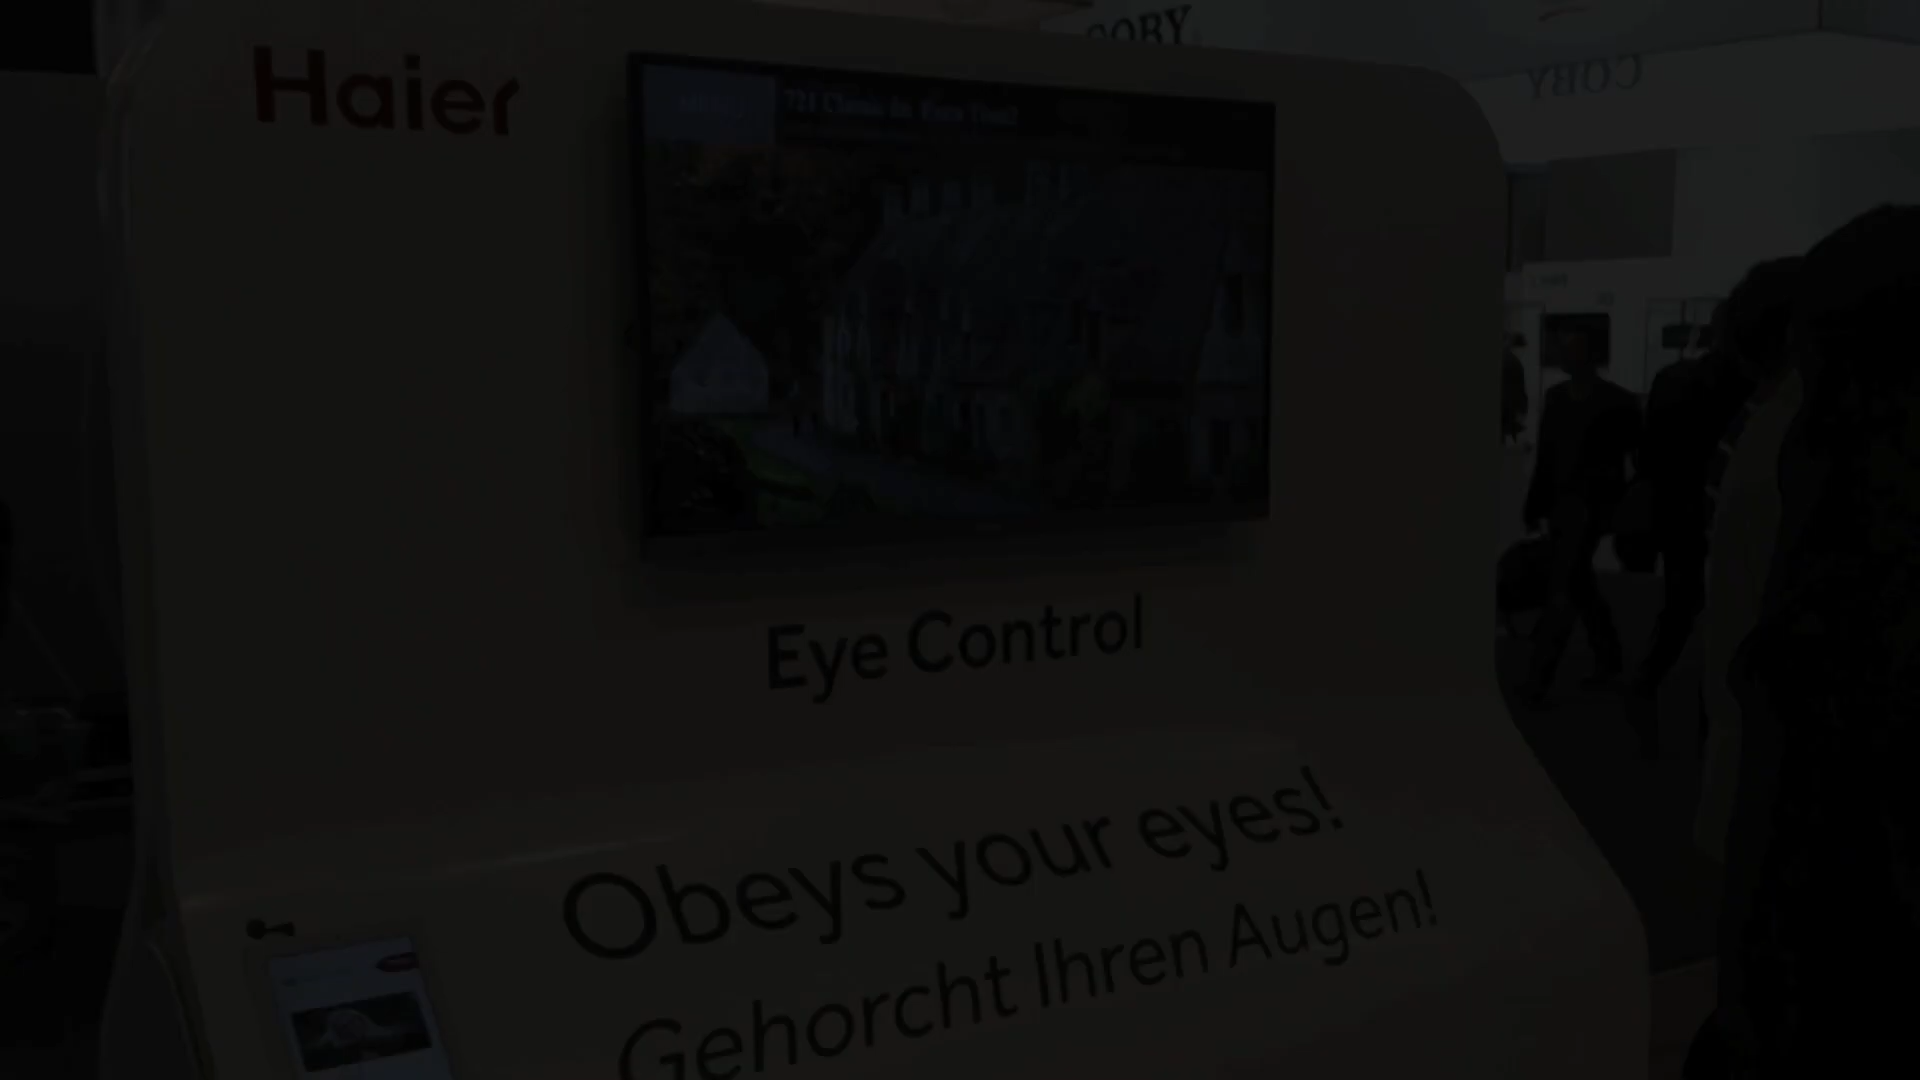 Haier
COBY
COBY
Eye Control
Obeys your eyes!
Gehorcht Ihren Augen!